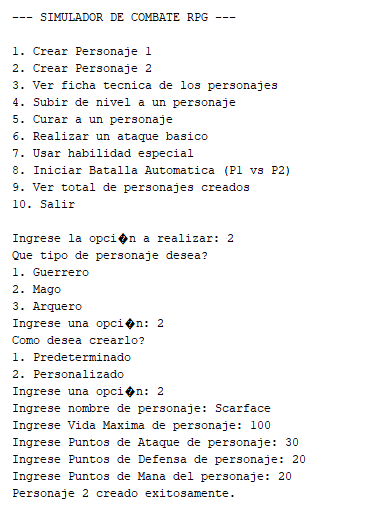 --- SIMULADOR DE COMBATE RPG ---
1. Crear Personaje 1
2. Crear Personaje 2
3. Ver ficha tecnica de los personajes
4. Subir de nivel a un personaje
5. Curar a un personaje
6. Realizar un ataque basico
7. Usar habilidad especial
8. Iniciar Batalla Automatica (P1 vs P2)
9. Ver total de personajes creados
10. Salir
Ingrese la opci�n a realizar: 2
Que tipo de personaje desea?
1. Guerrero
2. Mago
3. Arquero
Ingrese una opci�n: 2
Como desea crearlo?
1. Predeterminado
2. Personalizado
Ingrese una opci�n: 2
Ingrese nombre de personaje: Scarface
Ingrese Vida Maxima de personaje: 100
Ingrese Puntos de Ataque de personaje: 30
Ingrese Puntos de Defensa de personaje: 20
Ingrese Puntos de Mana del personaje: 20
Personaje 2 creado exitosamente.